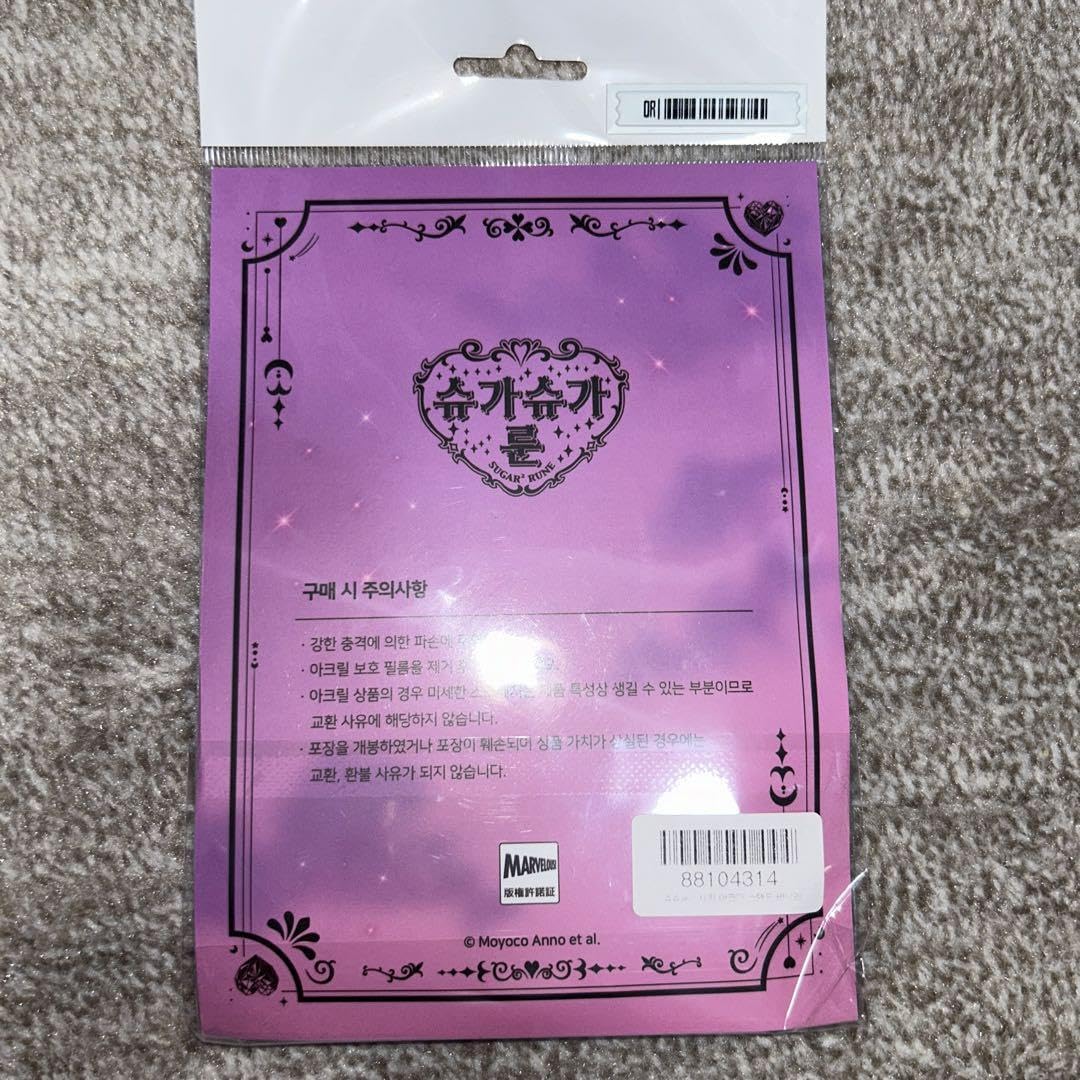 슈가슈가
룬
SUGAR² RUNE
구매 시 주의사항
· 강한 충격에 의한 파손에
· 아크릴 보호 필름을 제거
· 아크릴 상품의 경우 미세한 제품 특성상 생길 수 있는 부분이므로
교환 사유에 해당하지 않습니다.
· 포장을 개봉하였거나 포장이 훼손되어 상품 가치가 상실된 경우에는
교환, 환불 사유가 되지 않습니다.
MARVELOUS!
版権許諾証
88104314
© Moyoco Anno et al.